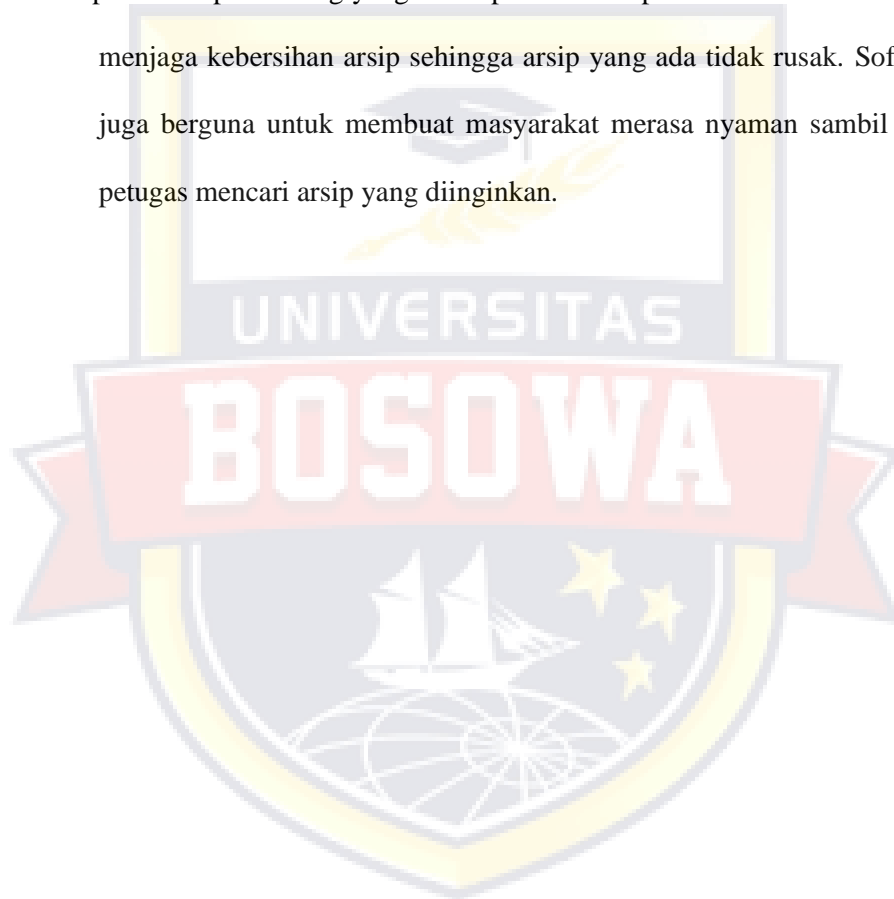 menjaga kebersihan arsip sehingga arsip yang ada tidak rusak. Sof
juga berguna untuk membuat masyarakat merasa nyaman sambil
petugas mencari arsip yang diinginkan.
UNIVERSITAS
BOSOWA